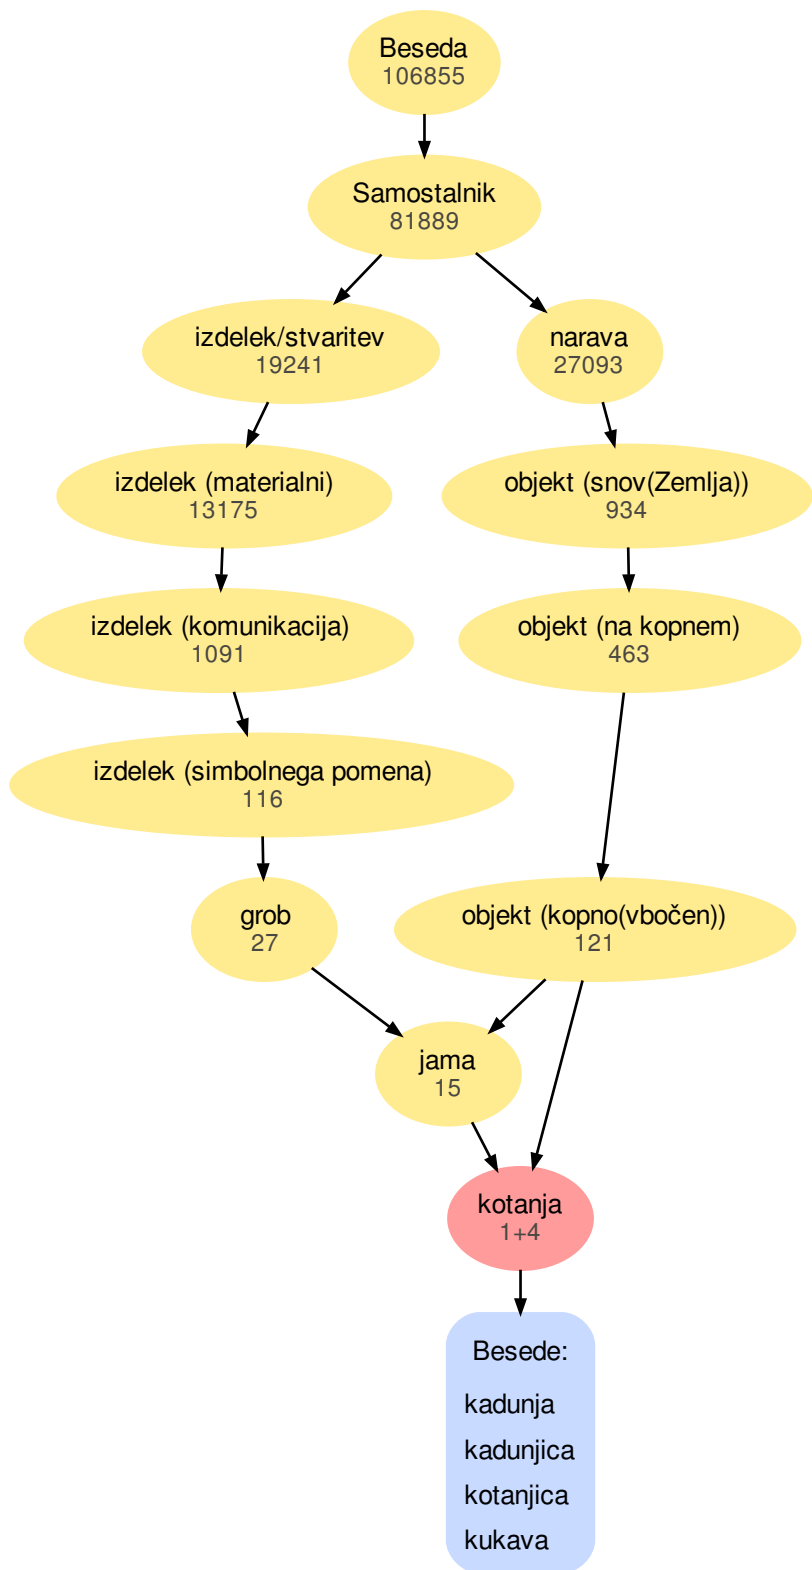 Beseda
106855
Samostalnik
81889
izdelek/stvaritev
19241
narava
27093
izdelek (materialni)
13175
objekt (snov(Zemlja))
934
izdelek (komunikacija)
1091
objekt (na kopnem)
463
izdelek (simbolnega pomena)
116
grob
27
objekt (kopno(vbočen))
121
jama
15
kotanja
1+4
Besede:
kadunja
kadunjica
kotanjica
kukava